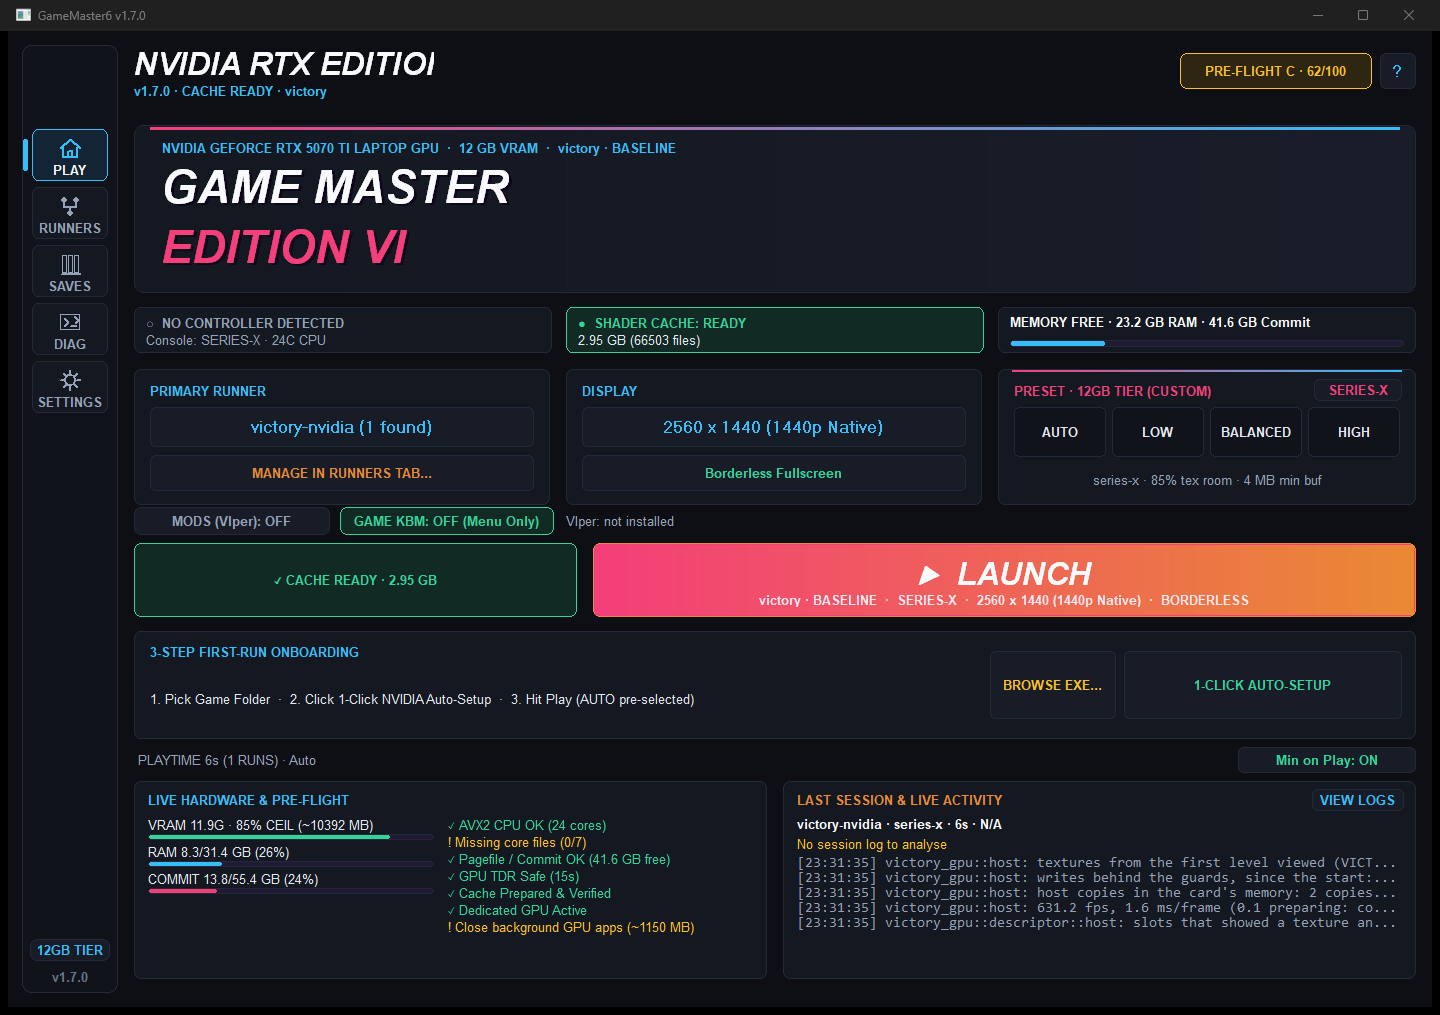 GameMaster6 v1.7.0
NVIDIA RTX EDITIO
v1.7.0 · CACHE READY · victory
PRE-FLIGHT C · 62/100
?
PLAY
RUNNERS
SAVES
DIAG
SETTINGS
12GB TIER
v1.7.0
NVIDIA GEFORCE RTX 5070 TI LAPTOP GPU · 12 GB VRAM · victory · BASELINE
GAME MASTER
EDITION VI
○ NO CONTROLLER DETECTED
Console: SERIES-X · 24C CPU
● SHADER CACHE: READY
2.95 GB (66503 files)
MEMORY FREE · 23.2 GB RAM · 41.6 GB Commit
PRIMARY RUNNER
victory-nvidia (1 found)
MANAGE IN RUNNERS TAB...
DISPLAY
2560 x 1440 (1440p Native)
Borderless Fullscreen
PRESET · 12GB TIER (CUSTOM)
SERIES-X
AUTO
LOW
BALANCED
HIGH
series-x · 85% tex room · 4 MB min buf
MODS (VIper): OFF
GAME KBM: OFF (Menu Only)
VIper: not installed
✓ CACHE READY · 2.95 GB
▶ LAUNCH
victory · BASELINE · SERIES-X · 2560 x 1440 (1440p Native) · BORDERLESS
3-STEP FIRST-RUN ONBOARDING
1. Pick Game Folder · 2. Click 1-Click NVIDIA Auto-Setup · 3. Hit Play (AUTO pre-selected)
BROWSE EXE...
1-CLICK AUTO-SETUP
PLAYTIME 6s (1 RUNS) · Auto
Min on Play: ON
LIVE HARDWARE & PRE-FLIGHT
VRAM 11.9G · 85% CEIL (~10392 MB)
RAM 8.3/31.4 GB (26%)
COMMIT 13.8/55.4 GB (24%)
✓ AVX2 CPU OK (24 cores)
! Missing core files (0/7)
✓ Pagefile / Commit OK (41.6 GB free)
✓ GPU TDR Safe (15s)
✓ Cache Prepared & Verified
✓ Dedicated GPU Active
! Close background GPU apps (~1150 MB)
LAST SESSION & LIVE ACTIVITY
VIEW LOGS
victory-nvidia · series-x · 6s · N/A
No session log to analyse
[23:31:35] victory_gpu::host: textures from the first level viewed (VICT...
[23:31:35] victory_gpu::host: writes behind the guards, since the start:...
[23:31:35] victory_gpu::host: host copies in the card's memory: 2 copies...
[23:31:35] victory_gpu::host: 631.2 fps, 1.6 ms/frame (0.1 preparing: co...
[23:31:35] victory_gpu::descriptor::host: slots that showed a texture an...